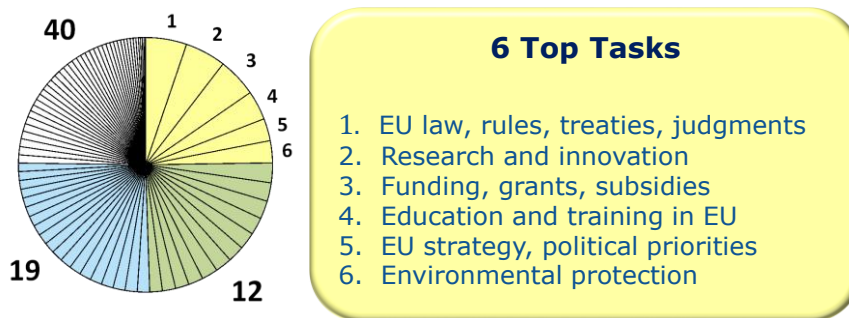 40
1
2
3
4
5
6
19
12
6 Top Tasks
1. EU law, rules, treaties, judgments
2. Research and innovation
3. Funding, grants, subsidies
4. Education and training in EU
5. EU strategy, political priorities
6. Environmental protection